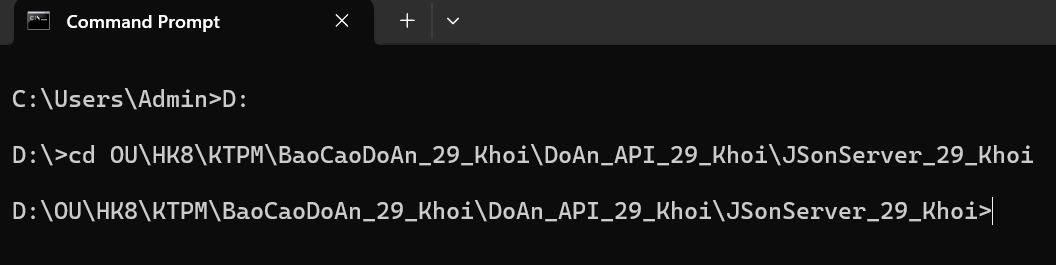 Command Prompt
C:\Users\Admin>D:
D:\>cd OU\HK8\KTPM\BaoCaoDoAn_29_Khoi\DoAn_API_29_Khoi\JSonServer_29_Khoi
D:\OU\HK8\KTPM\BaoCaoDoAn_29_Khoi\DoAn_API_29_Khoi\JSonServer_29_Khoi>